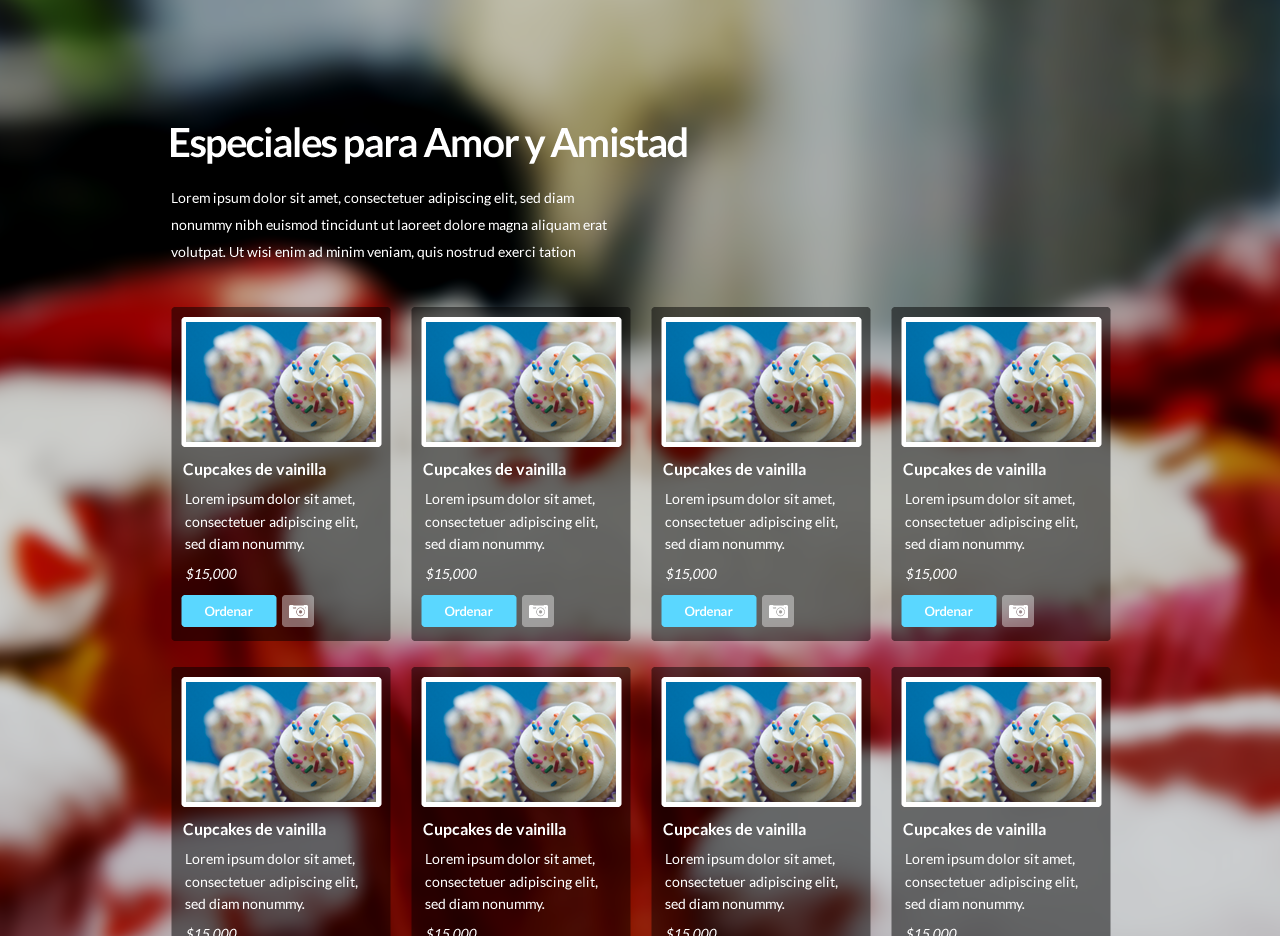 Especiales para Amor y Amistad
Lorem ipsum dolor sit amet, consectetuer adipiscing elit, sed diam
nonummy nibh euismod tincidunt ut laoreet dolore magna aliquam erat
volutpat. Ut wisi enim ad minim veniam, quis nostrud exerci tation
Cupcakes de vainilla
Lorem ipsum dolor sit amet,
consectetuer adipiscing elit,
sed diam nonummy.
$15,000
Ordenar
Cupcakes de vainilla
Lorem ipsum dolor sit amet,
consectetuer adipiscing elit,
sed diam nonummy.
$15,000
Ordenar
Cupcakes de vainilla
Lorem ipsum dolor sit amet,
consectetuer adipiscing elit,
sed diam nonummy.
$15,000
Ordenar
Cupcakes de vainilla
Lorem ipsum dolor sit amet,
consectetuer adipiscing elit,
sed diam nonummy.
$15,000
Ordenar
Cupcakes de vainilla
Lorem ipsum dolor sit amet,
consectetuer adipiscing elit,
sed diam nonummy.
$15,000
Cupcakes de vainilla
Lorem ipsum dolor sit amet,
consectetuer adipiscing elit,
sed diam nonummy.
$15,000
Cupcakes de vainilla
Lorem ipsum dolor sit amet,
consectetuer adipiscing elit,
sed diam nonummy.
$15,000
Cupcakes de vainilla
Lorem ipsum dolor sit amet,
consectetuer adipiscing elit,
sed diam nonummy.
$15,000